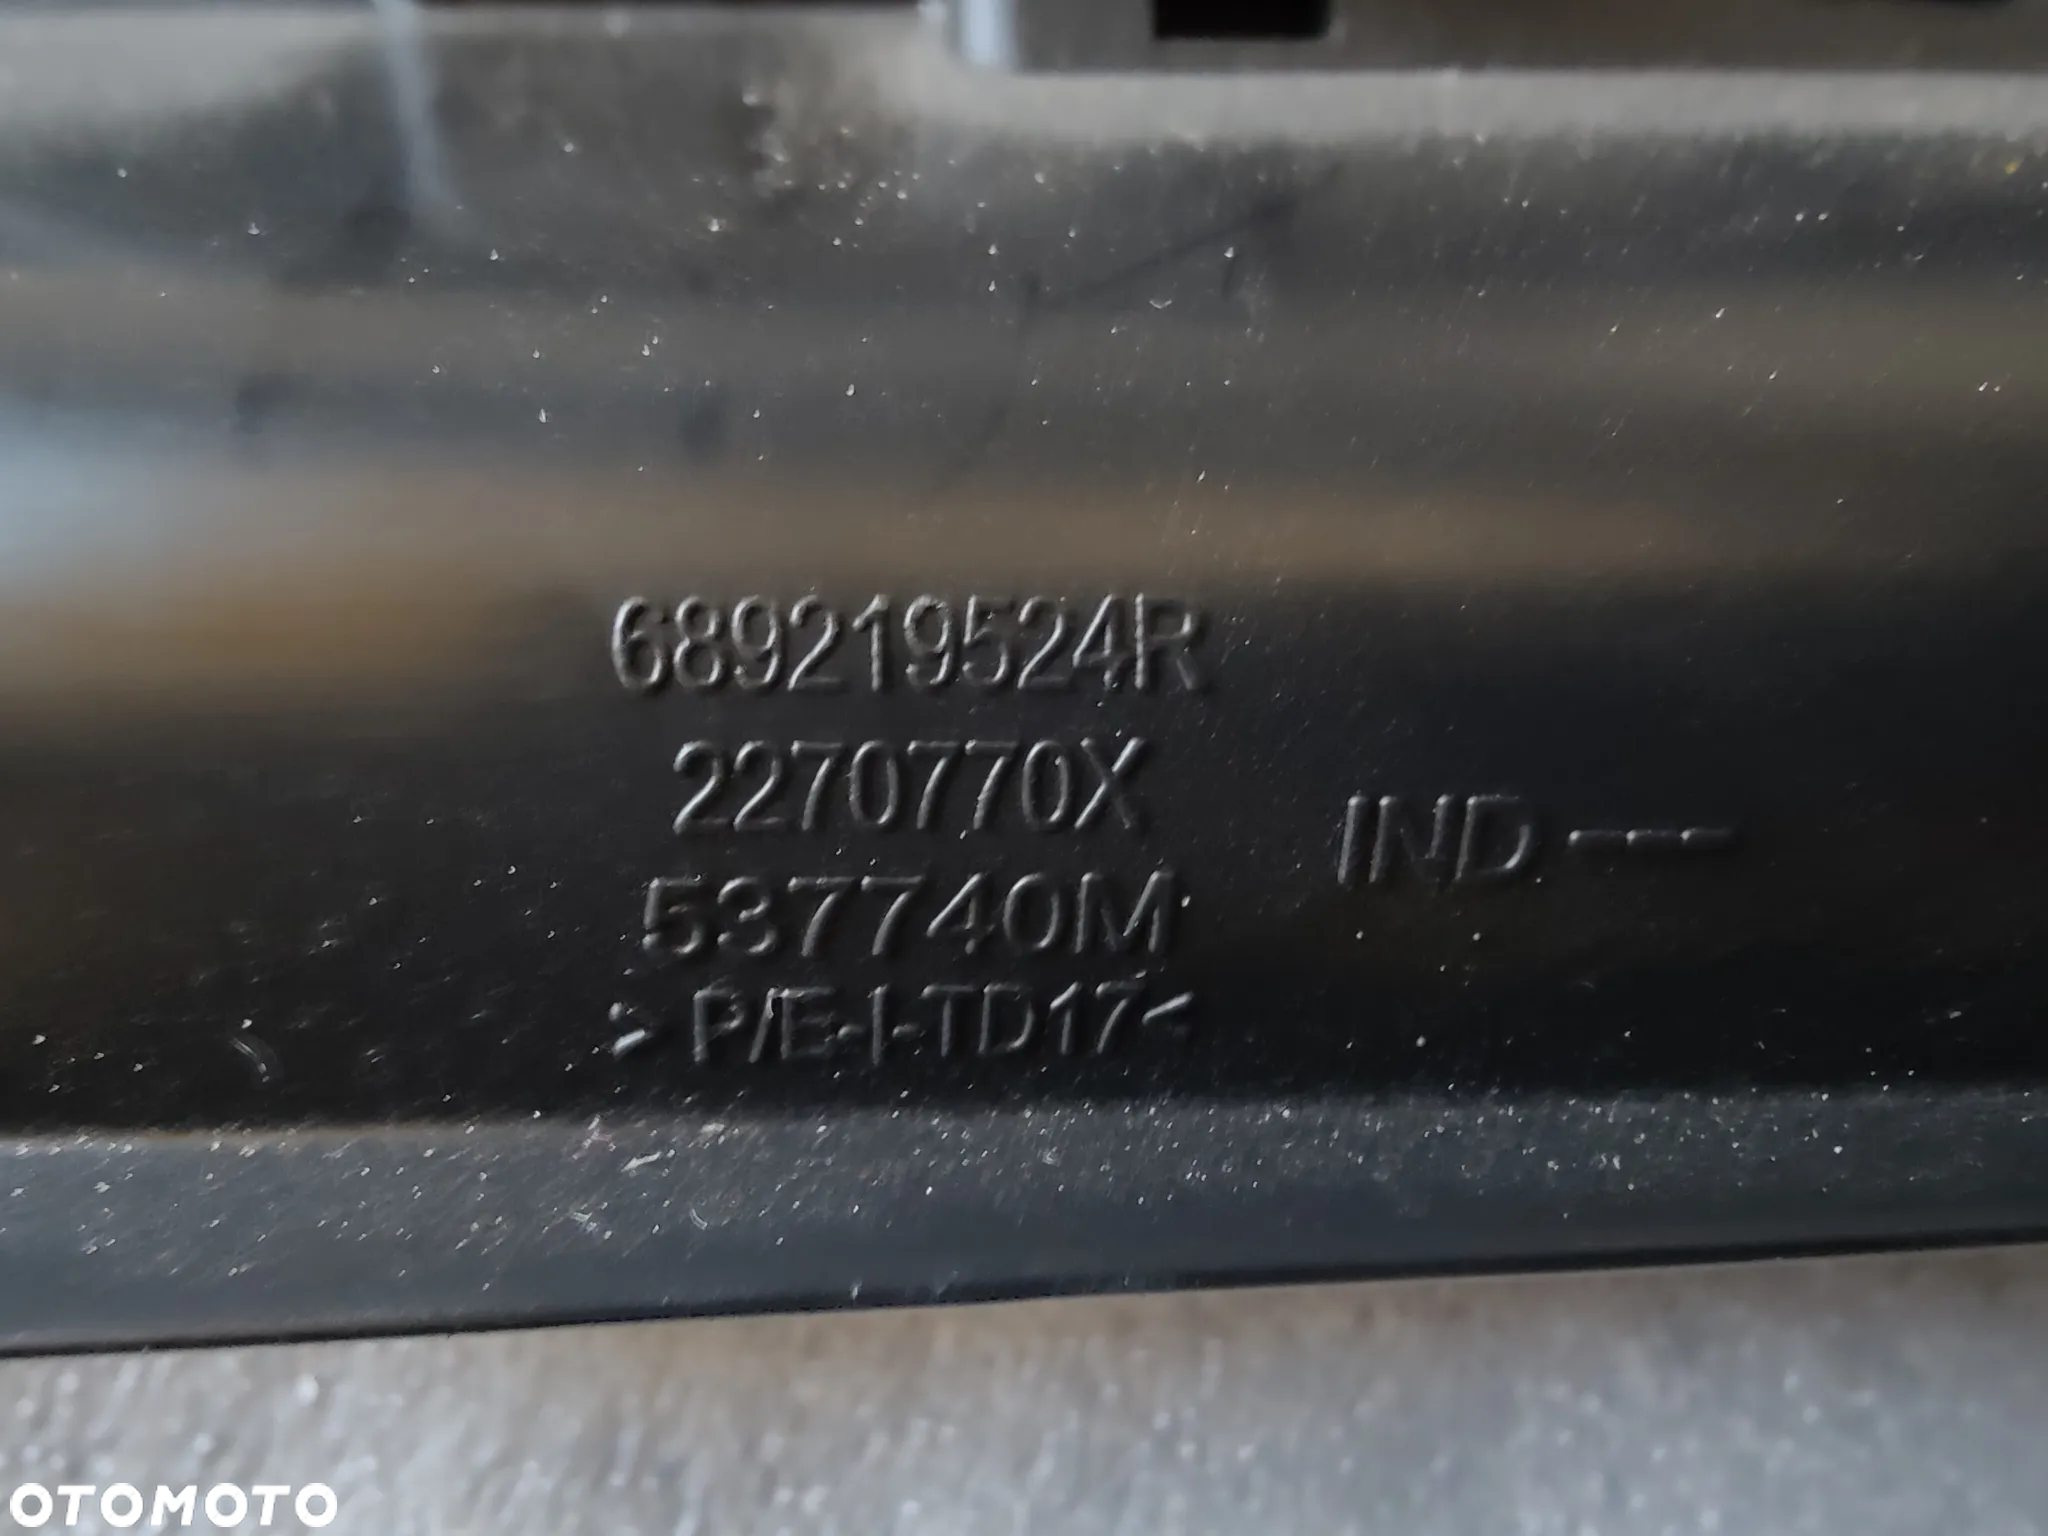 689219524R
2270770X
537740M
IND ---
>P/E-I-TD17<
OTOMOTO